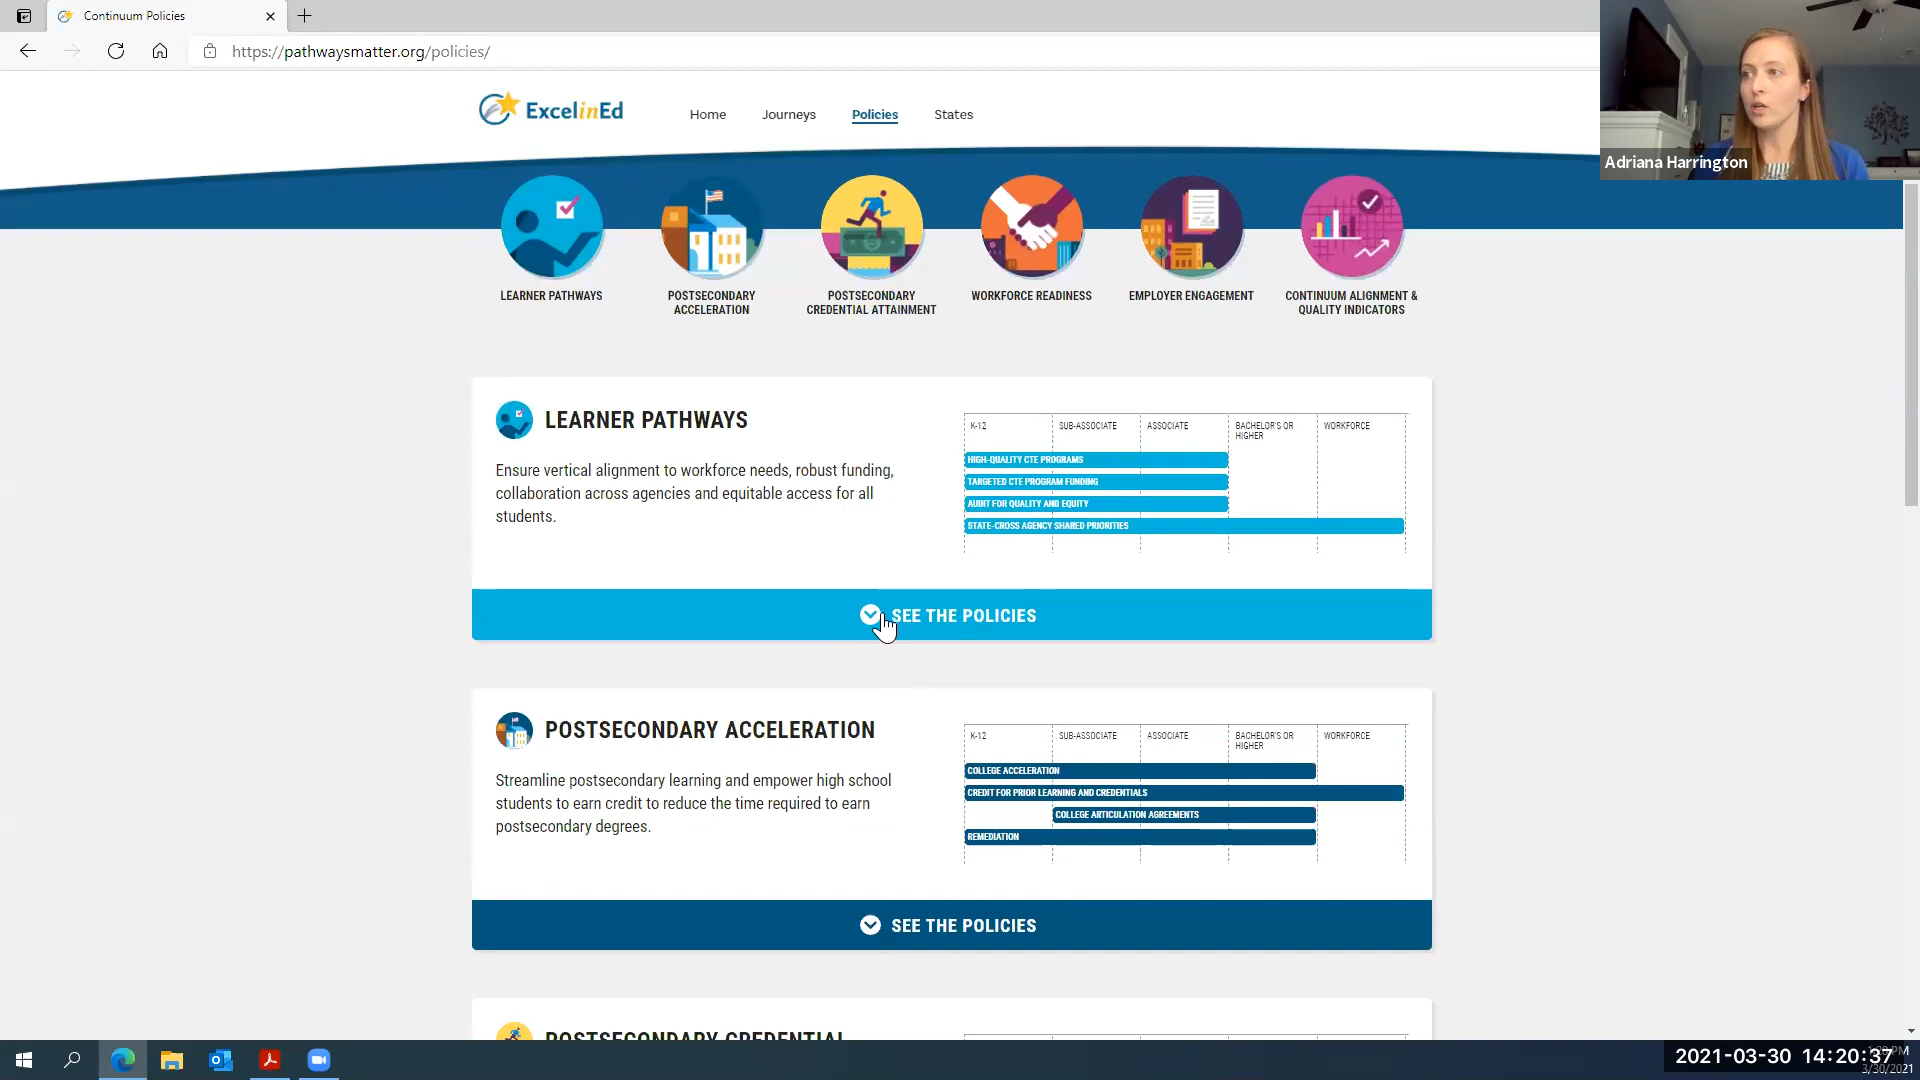 Continuum Policies
https://pathwaysmatter.org/policies/
ExcelinEd
Home
Journeys
Policies
States
Adriana Harrington
LEARNER PATHWAYS
POSTSECONDARY
ACCELERATION
POSTSECONDARY
CREDENTIAL ATTAINMENT
WORKFORCE READINESS
EMPLOYER ENGAGEMENT
CONTINUUM ALIGNMENT &
QUALITY INDICATORS
LEARNER PATHWAYS
Ensure vertical alignment to workforce needs, robust funding,
collaboration across agencies and equitable access for all
students.
K-12
SUB-ASSOCIATE
ASSOCIATE
BACHELOR'S OR
HIGHER
WORKFORCE
HIGH-QUALITY CTE PROGRAMS
TARGETED CTE PROGRAM FUNDING
AUDIT FOR QUALITY AND EQUITY
STATE-CROSS AGENCY SHARED PRIORITIES
SEE THE POLICIES
POSTSECONDARY ACCELERATION
Streamline postsecondary learning and empower high school
students to earn credit to reduce the time required to earn
postsecondary degrees.
K-12
SUB-ASSOCIATE
ASSOCIATE
BACHELOR'S OR
HIGHER
WORKFORCE
COLLEGE ACCELERATION
CREDIT FOR PRIOR LEARNING AND CREDENTIALS
COLLEGE ARTICULATION AGREEMENTS
REMEDIATION
SEE THE POLICIES
POSTSECONDARY CREDENTIAL
2021-03-30 14:20:37
3/30/2021